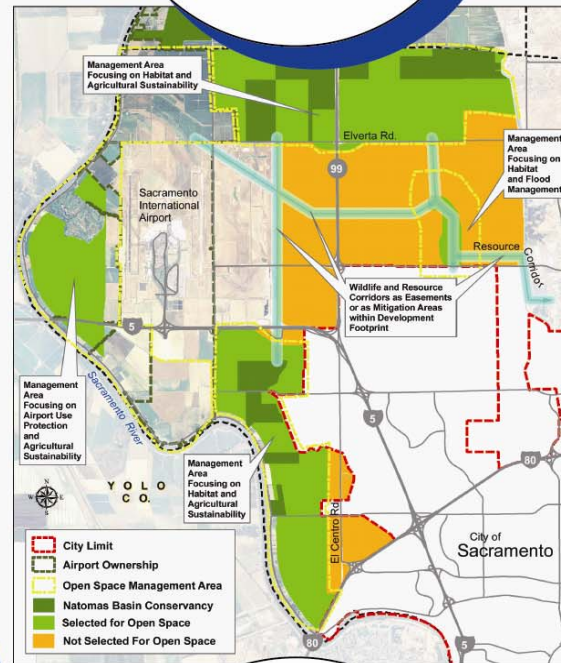 Management Area
Focusing on Habitat and
Agricultural Sustainability
Elverta Rd.
99
Management
Area
Focusing on
Habitat
and Flood
Management
Sacramento
International
Airport
Resource
Corridor
Wildlife and Resource
Corridors as Easements
or as Mitigation Areas
within Development
Footprint
5
Management
Area
Focusing on
Airport Use
Protection
and
Agricultural
Sustainability
Sacramento River
5
80
Management
Area
Focusing on
Habitat and
Agricultural
Sustainability
YOLO
CO.
N
W
E
S
El Centro Rd.
City of
Sacramento
City Limit
Airport Ownership
Open Space Management Area
Natomas Basin Conservancy
Selected for Open Space
Not Selected For Open Space
80
5